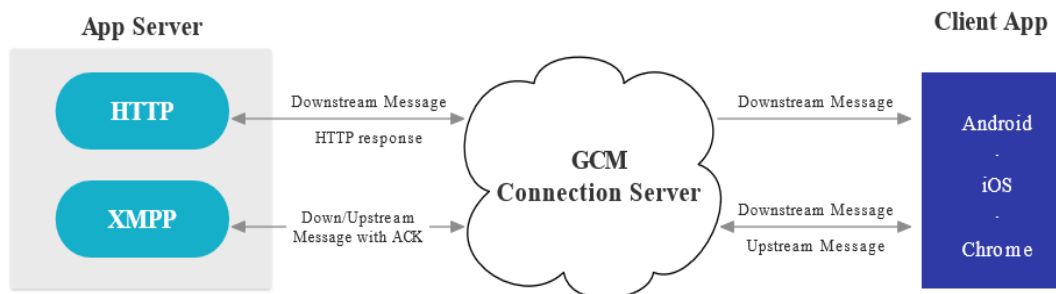 App Server
Client App
HTTP
Downstream Message
HTTP response
GCM
Connection Server
Downstream Message
Android
.
iOS
.
Chrome
XMPP
Down/Upstream
Message with ACK
Downstream Message
Upstream Message